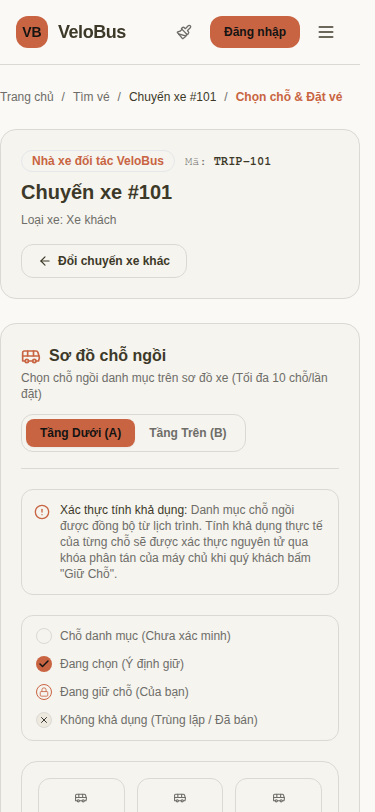 VB VeloBus Đăng nhập
Trang chủ / Tìm vé / Chuyến xe #101 / Chọn chỗ & Đặt vé
Nhà xe đối tác VeloBus Mã: TRIP-101
Chuyến xe #101
Loại xe: Xe khách
Đổi chuyến xe khác
Sơ đồ chỗ ngồi
Chọn chỗ ngồi danh mục trên sơ đồ xe (Tối đa 10 chỗ/lần
đặt)
Tầng Dưới (A) Tầng Trên (B)
Xác thực tính khả dụng: Danh mục chỗ ngồi
được đồng bộ từ lịch trình. Tính khả dụng thực tế
của từng chỗ sẽ được xác thực nguyên tử qua
khóa phân tán của máy chủ khi quý khách bấm
"Giữ Chỗ".
Chỗ danh mục (Chưa xác minh)
Đang chọn (Ý định giữ)
Đang giữ chỗ (Của bạn)
Không khả dụng (Trùng lặp / Đã bán)